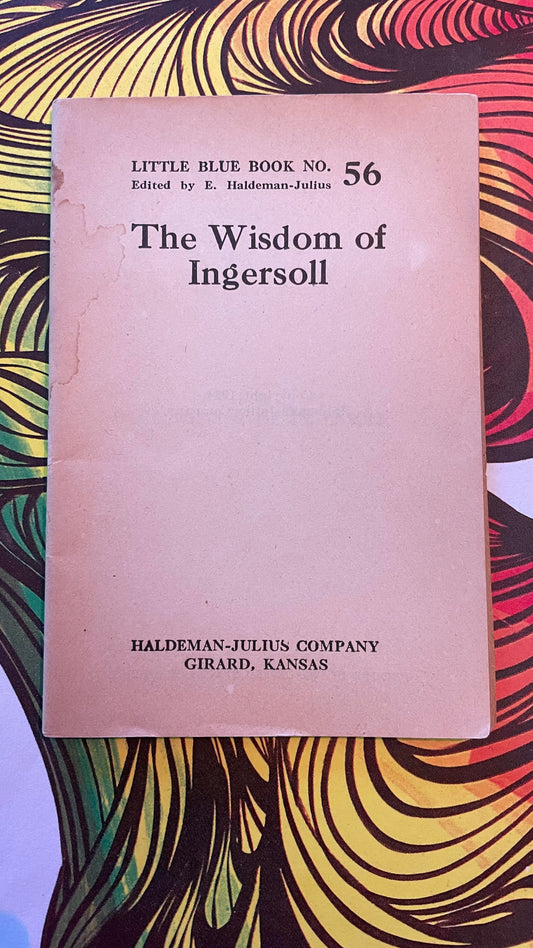 LITTLE BLUE BOOK NO. 56
Edited by E. Haldeman-Julius
The Wisdom of
Ingersoll
HALDEMAN-JULIUS COMPANY
GIRARD, KANSAS